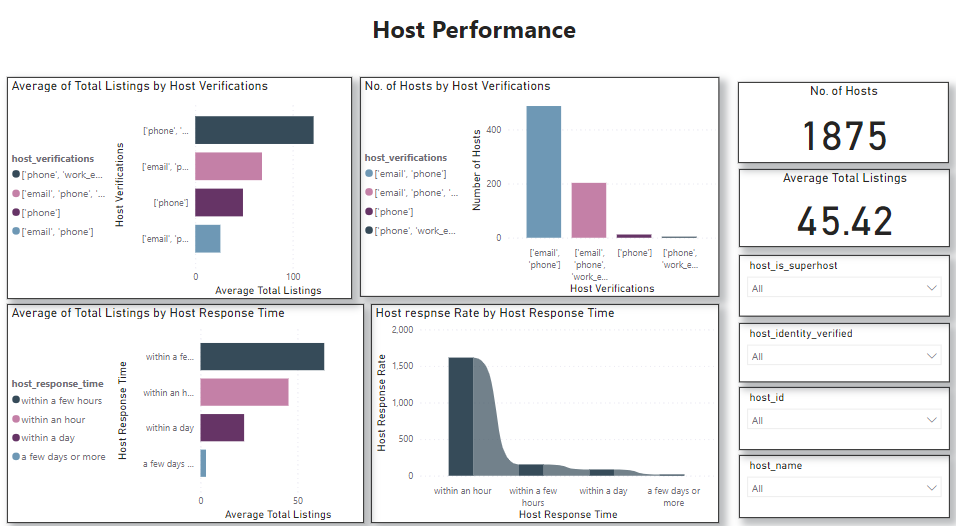 Host Performance
Average of Total Listings by Host Verifications
host_verifications
['phone', 'work_e...
['email', 'phone', '...
['phone']
['email', 'phone']
Host Verifications
['phone', '...
['email', 'p...
['phone']
['email', 'p...
0
100
Average Total Listings
No. of Hosts by Host Verifications
host_verifications
['email', 'phone']
['email', 'phone', '...
['phone']
['phone', 'work_e...
Number of Hosts
400
200
0
['email',
'phone']
['email',
'phone',
'work_e...
['phone']
['phone',
'work_e...
Host Verifications
No. of Hosts
1875
Average Total Listings
45.42
host_is_superhost
All
host_identity_verified
All
host_id
All
host_name
All
Average of Total Listings by Host Response Time
host_response_time
within a few hours
within an hour
within a day
a few days or more
Host Response Time
within a fe...
within an h...
within a day
a few days ...
0
50
Average Total Listings
Host respnse Rate by Host Response Time
Host Response Rate
2,000
1,500
1,000
500
0
within an hour
within a few
hours
within a day
a few days or
more
Host Response Time